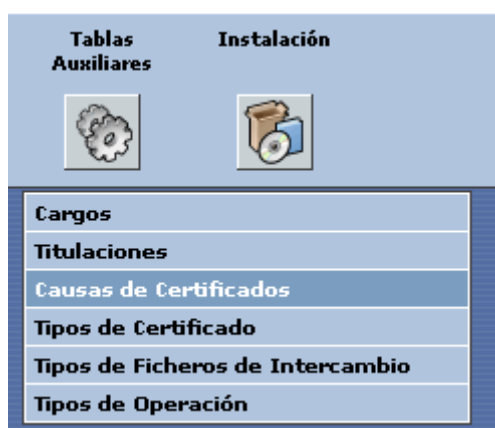 Tablas
Auxiliares
Instalación
Cargos
Titulaciones
Causas de Certificados
Tipos de Certificado
Tipos de Ficheros de Intercambio
Tipos de Operación